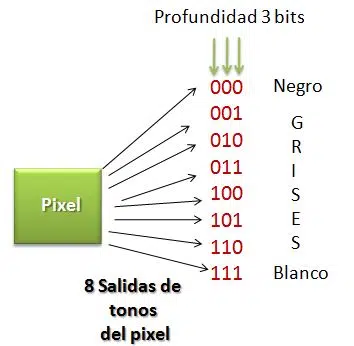 Profundidad 3 bits
000 Negro
001
010
011
100
101
110
111 Blanco
G
R
I
S
E
S
Pixel
8 Salidas de
tonos
del pixel